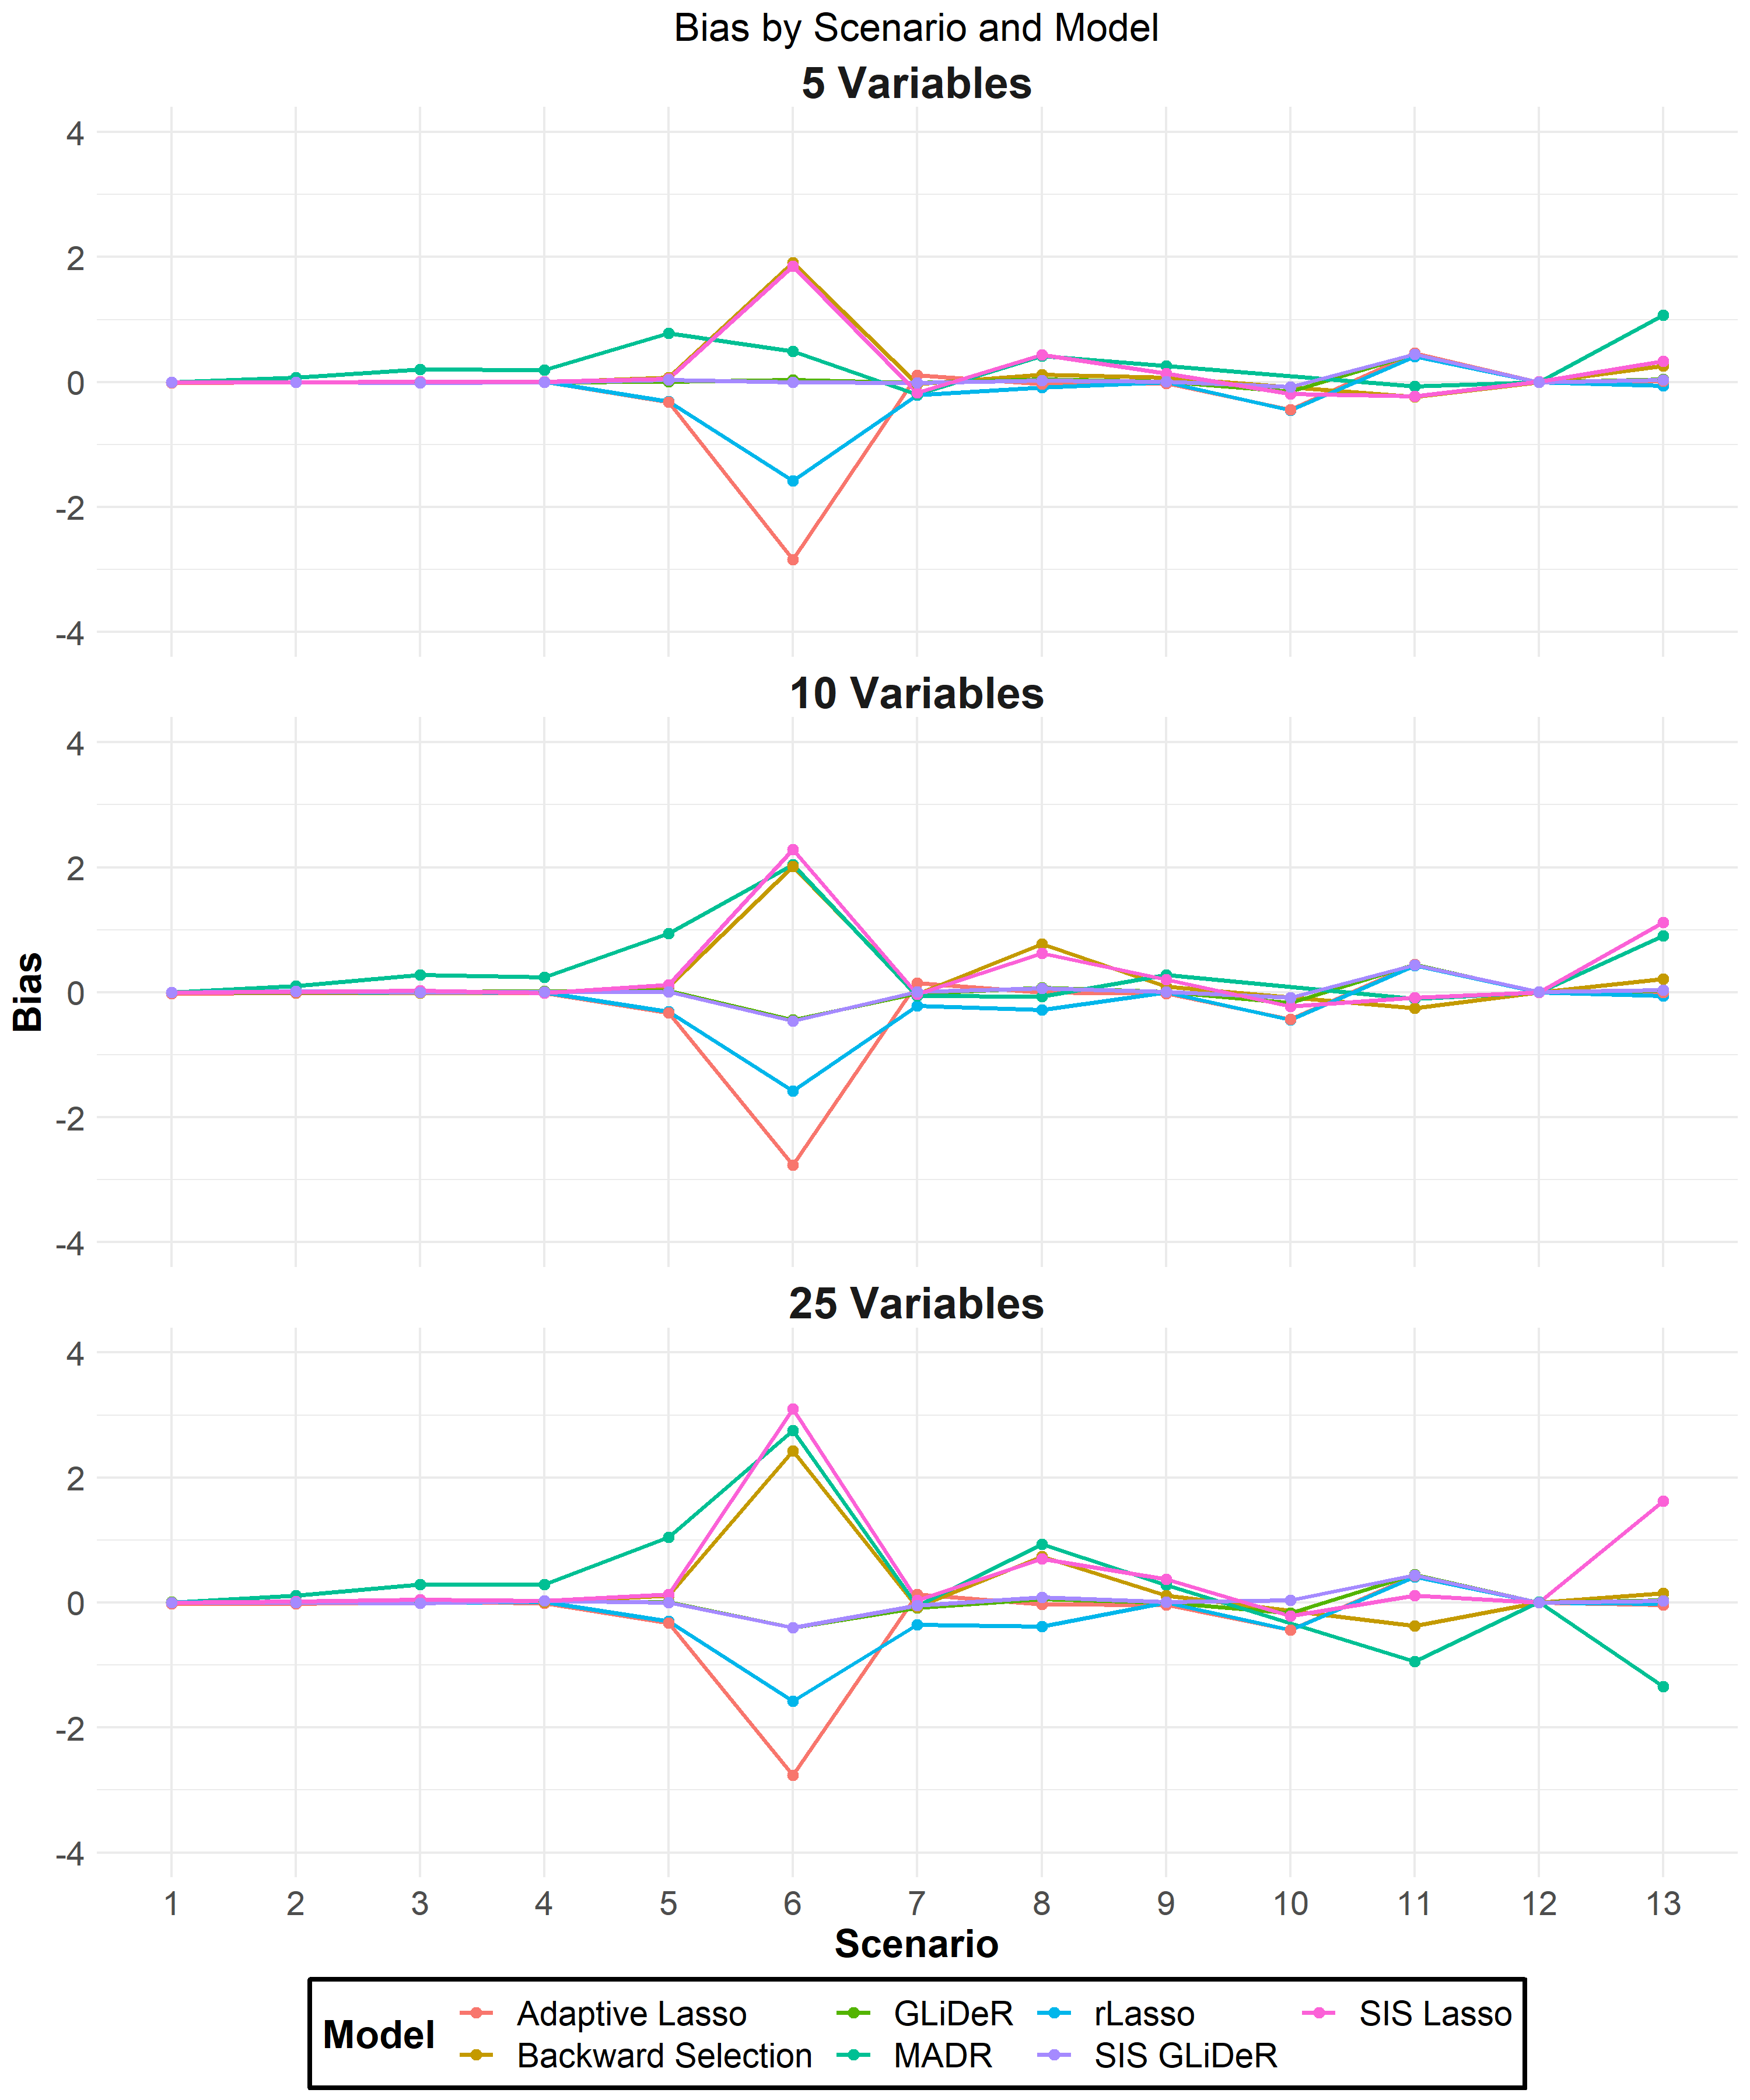 Bias by Scenario and Model
5 Variables
4
2
0
-2
-4
10 Variables
4
2
0
-2
-4
Bias
25 Variables
4
2
0
-2
-4
1 2 3 4 5 6 7 8 9 10 11 12 13
Scenario
Model
Adaptive Lasso GLiDeR rLasso SIS Lasso
Backward Selection MADR SIS GLiDeR